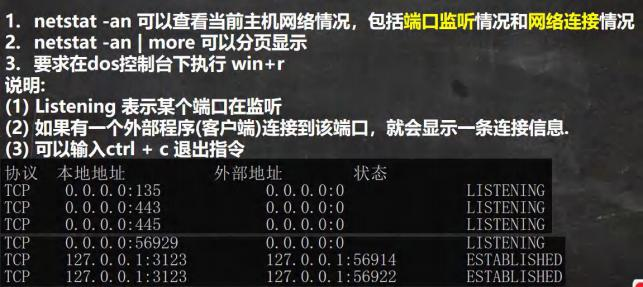 1. netstat -an 可以查看当前主机网络情况，包括端口监听情况和网络连接情况
2. netstat -an | more 可以分页显示
3. 要求在dos控制台下执行 win+r
说明:
(1) Listening 表示某个端口在监听
(2) 如果有一个外部程序(客户端)连接到该端口，就会显示一条连接信息.
(3) 可以输入ctrl + c 退出指令
协议 本地地址 外部地址 状态
TCP 0.0.0.0:135 0.0.0.0:0 LISTENING
TCP 0.0.0.0:443 0.0.0.0:0 LISTENING
TCP 0.0.0.0:445 0.0.0.0:0 LISTENING
TCP 0.0.0.0:56929 0.0.0.0:0 LISTENING
TCP 127.0.0.1:3123 127.0.0.1:56914 ESTABLISHED
TCP 127.0.0.1:3123 127.0.0.1:56922 ESTABLISHED